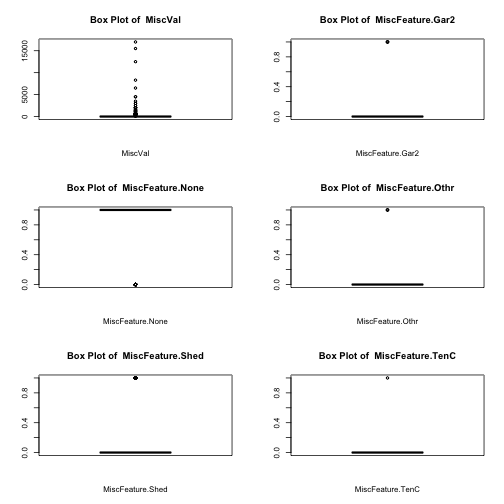 Box Plot of  MiscVal
15000
5000
0
MiscVal
Box Plot of  MiscFeature.Gar2
0.8
0.4
0.0
MiscFeature.Gar2
Box Plot of  MiscFeature.None
0.8
0.4
0.0
MiscFeature.None
Box Plot of  MiscFeature.Othr
0.8
0.4
0.0
MiscFeature.Othr
Box Plot of  MiscFeature.Shed
0.8
0.4
0.0
MiscFeature.Shed
Box Plot of  MiscFeature.TenC
0.8
0.4
0.0
MiscFeature.TenC